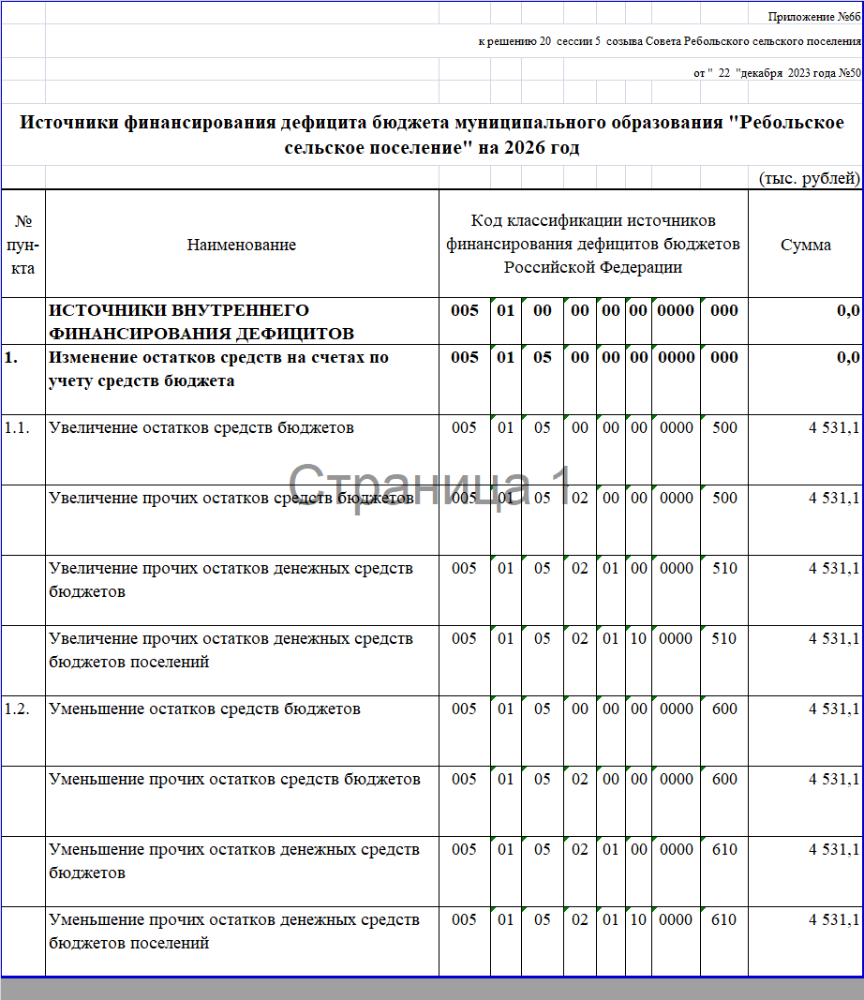 Приложение №6б
к решению 20 сессии 5 созыва Совета Ребольского сельского поселения
от " 22 "декабря 2023 года №50
Источники финансирования дефицита бюджета муниципального образования "Ребольское
сельское поселение" на 2026 год
(тыс. рублей)
№
пун-
кта
Наименование
Код классификации источников
финансирования дефицитов бюджетов
Российской Федерации
Сумма
ИСТОЧНИКИ ВНУТРЕННЕГО 005 01 00 00 00 00 0000 000 0,0
ФИНАНСИРОВАНИЯ ДЕФИЦИТОВ
1. Изменение остатков средств на счетах по 005 01 05 00 00 00 0000 000 0,0
учету средств бюджета
1.1. Увеличение остатков средств бюджетов 005 01 05 00 00 00 0000 500 4 531,1
Страница 1
Увеличение прочих остатков средств бюджетов 005 01 05 02 00 00 0000 500 4 531,1
Увеличение прочих остатков денежных средств 005 01 05 02 01 00 0000 510 4 531,1
бюджетов
Увеличение прочих остатков денежных средств 005 01 05 02 01 10 0000 510 4 531,1
бюджетов поселений
1.2. Уменьшение остатков средств бюджетов 005 01 05 00 00 00 0000 600 4 531,1
Уменьшение прочих остатков средств бюджетов 005 01 05 02 00 00 0000 600 4 531,1
Уменьшение прочих остатков денежных средств 005 01 05 02 01 00 0000 610 4 531,1
бюджетов
Уменьшение прочих остатков денежных средств 005 01 05 02 01 10 0000 610 4 531,1
бюджетов поселений